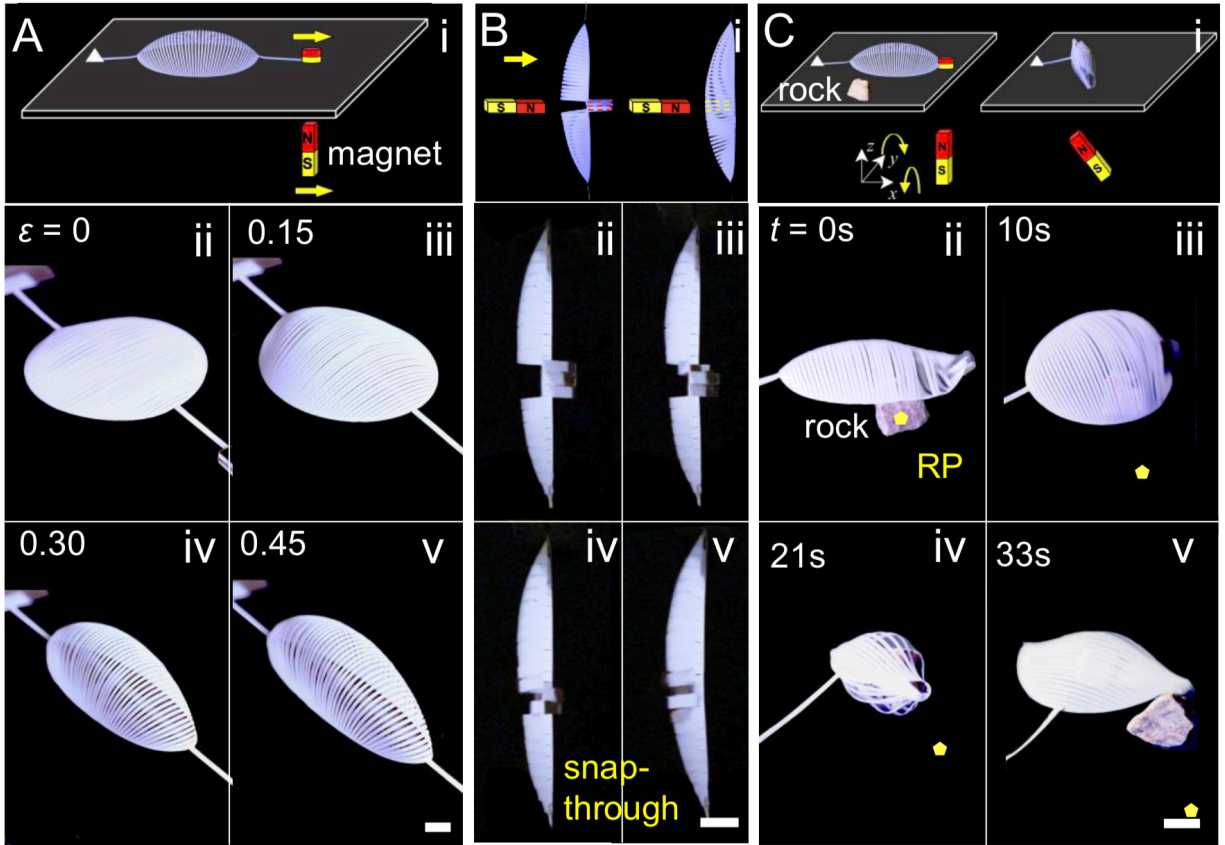 A
i
N
S
magnet
ε = 0
ii
0.15
iii
0.30
iv
0.45
v
B
i
S
N
S
N
ii
iii
iv
v
snap-
through
C
i
rock
z
y
x
N
S
N
S
t = 0s
ii
rock
RP
10s
iii
21s
iv
33s
v